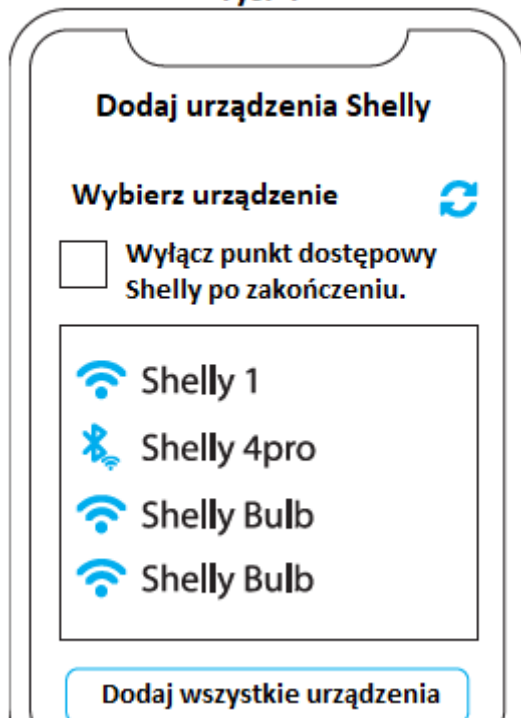 Dodaj urządzenia Shelly
Wybierz urządzenie
Wyłącz punkt dostępowy
Shelly po zakończeniu.
Shelly 1
Shelly 4pro
Shelly Bulb
Shelly Bulb
Dodaj wszystkie urządzenia